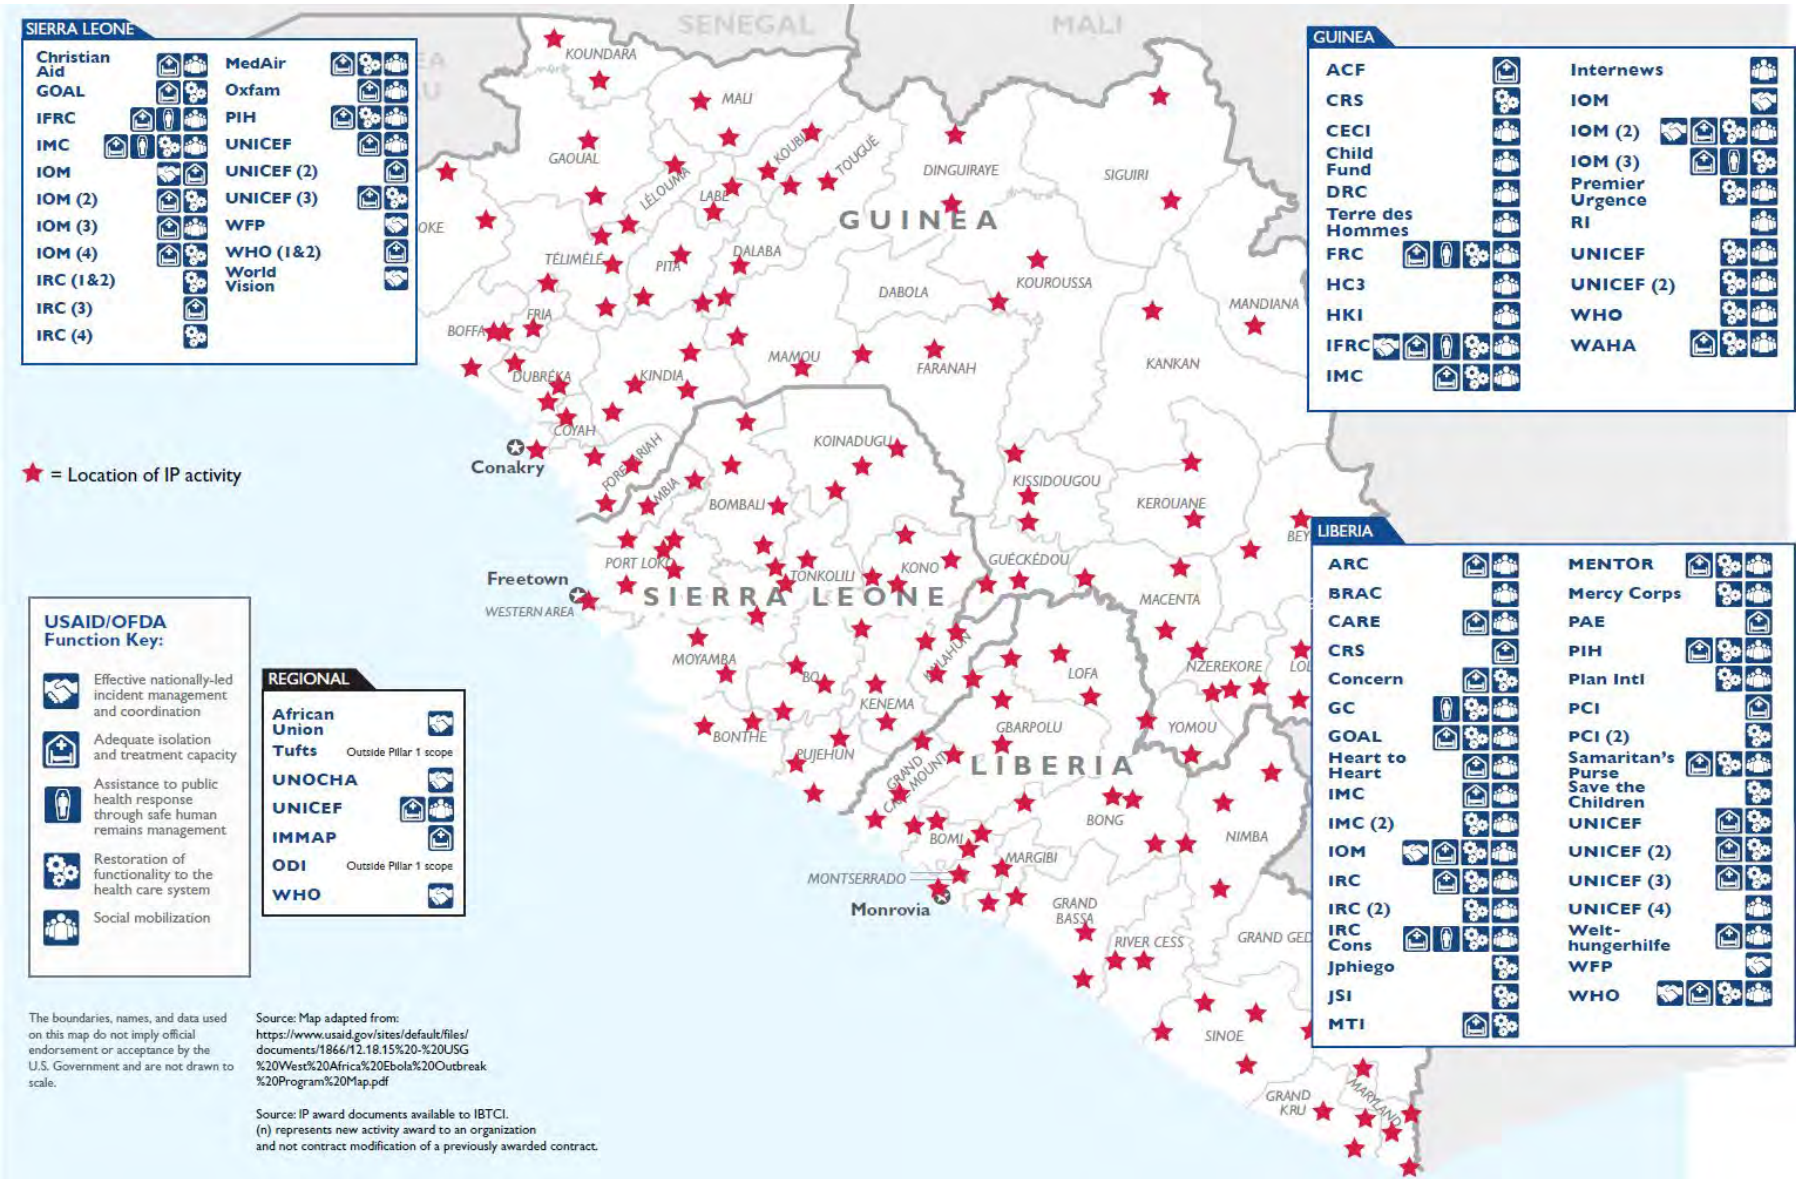 SENEGAL
MALI
SIERRA LEONE
Christian
Aid
GOAL
IFRC
IMC
IOM
IOM (2)
IOM (3)
IOM (4)
IRC (1&2)
IRC (3)
IRC (4)
MedAir
Oxfam
PIH
UNICEF
UNICEF (2)
UNICEF (3)
WFP
WHO (1&2)
World
Vision
EA
U
GUINEA
ACF
CRS
CECI
Child
Fund
DRC
Terre des
Hommes
FRC
HC3
HKI
IFRC
IMC
Internews
IOM
IOM (2)
IOM (3)
Premier
Urgence
RI
UNICEF
UNICEF (2)
WHO
WAHA
KOUNDARA
MALI
GAOUAL
KOUBI
TOUGUÉ
LÉLOUMA
LABÉ
DINGUIRAYE
SIGUIRI
OKE
GUINEA
TÉLIMÉLÉ
PITA
DALABA
DABOLA
KOUROUSSA
MANDIANA
FRIA
BOFFA
DUBRÉKA
KINDIA
MAMOU
FARANAH
KANKAN
COYAH
Conakry
FORECARIAH
KOINADUGU
KISSIDOUGOU
KEROUANE
BEY
MBIA
BOMBALI
PORT LOKO
TONKOLILI
KONO
GUÉCKÉDOU
MACENTA
Freetown
WESTERN AREA
SIERRA LEONE
MOYAMBA
BO
KENEMA
KAILAHUN
LOFA
NZEREKORE
LOL
BONTHE
PUJEHUN
GBARPOLU
YOMOU
GRAND
CAPE MOUNT
LIBERIA
BOMI
BONG
NIMBA
MARGIBI
MONTSERRADO
Monrovia
GRAND
BASSA
RIVER CESS
GRAND GED
SINOE
GRAND
KRU
MARYLAND
= Location of IP activity
LIBERIA
ARC
BRAC
CARE
CRS
Concern
GC
GOAL
Heart to
Heart
IMC
IMC (2)
IOM
IRC
IRC (2)
IRC
Cons
Jphiego
JSI
MTI
MENTOR
Mercy Corps
PAE
PIH
Plan Intl
PCI
PCI (2)
Samaritan's
Purse
Save the
Children
UNICEF
UNICEF (2)
UNICEF (3)
UNICEF (4)
Welt-
hungerhilfe
WFP
WHO
USAID/OFDA
Function Key:
Effective nationally-led
incident management
and coordination
Adequate isolation
and treatment capacity
Assistance to public
health response
through safe human
remains management
Restoration of
functionality to the
health care system
Social mobilization
REGIONAL
African
Union
Tufts Outside Pillar 1 scope
UNOCHA
UNICEF
IMMAP
ODI Outside Pillar 1 scope
WHO
The boundaries, names, and data used
on this map do not imply official
endorsement or acceptance by the
U.S. Government and are not drawn to
scale.
Source: Map adapted from:
https://www.usaid.gov/sites/default/files/
documents/1866/12.18.15%20-%20USG
%20West%20Africa%20Ebola%20Outbreak
%20Program%20Map.pdf
Source: IP award documents available to IBTCI.
(n) represents new activity award to an organization
and not contract modification of a previously awarded contract.